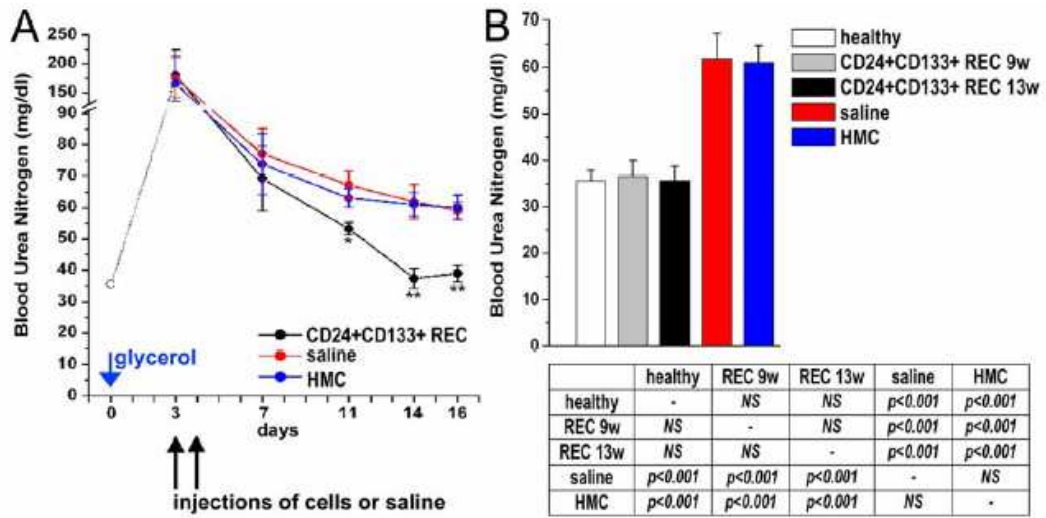 A
Blood Urea Nitrogen (mg/dl)
250
200
150
90
80
70
60
50
40
30
20
10
0
glycerol
CD24+CD133+ REC
saline
HMC
*
**
**
0 3 7 11 14 16
days
injections of cells or saline
B
Blood Urea Nitrogen (mg/dl)
70
60
50
40
30
20
10
0
healthy
CD24+CD133+ REC 9w
CD24+CD133+ REC 13w
saline
HMC
healthy REC 9w REC 13w saline HMC
healthy - NS NS p<0.001 p<0.001
REC 9w NS - NS p<0.001 p<0.001
REC 13w NS NS - p<0.001 p<0.001
saline p<0.001 p<0.001 p<0.001 - NS
HMC p<0.001 p<0.001 p<0.001 NS -